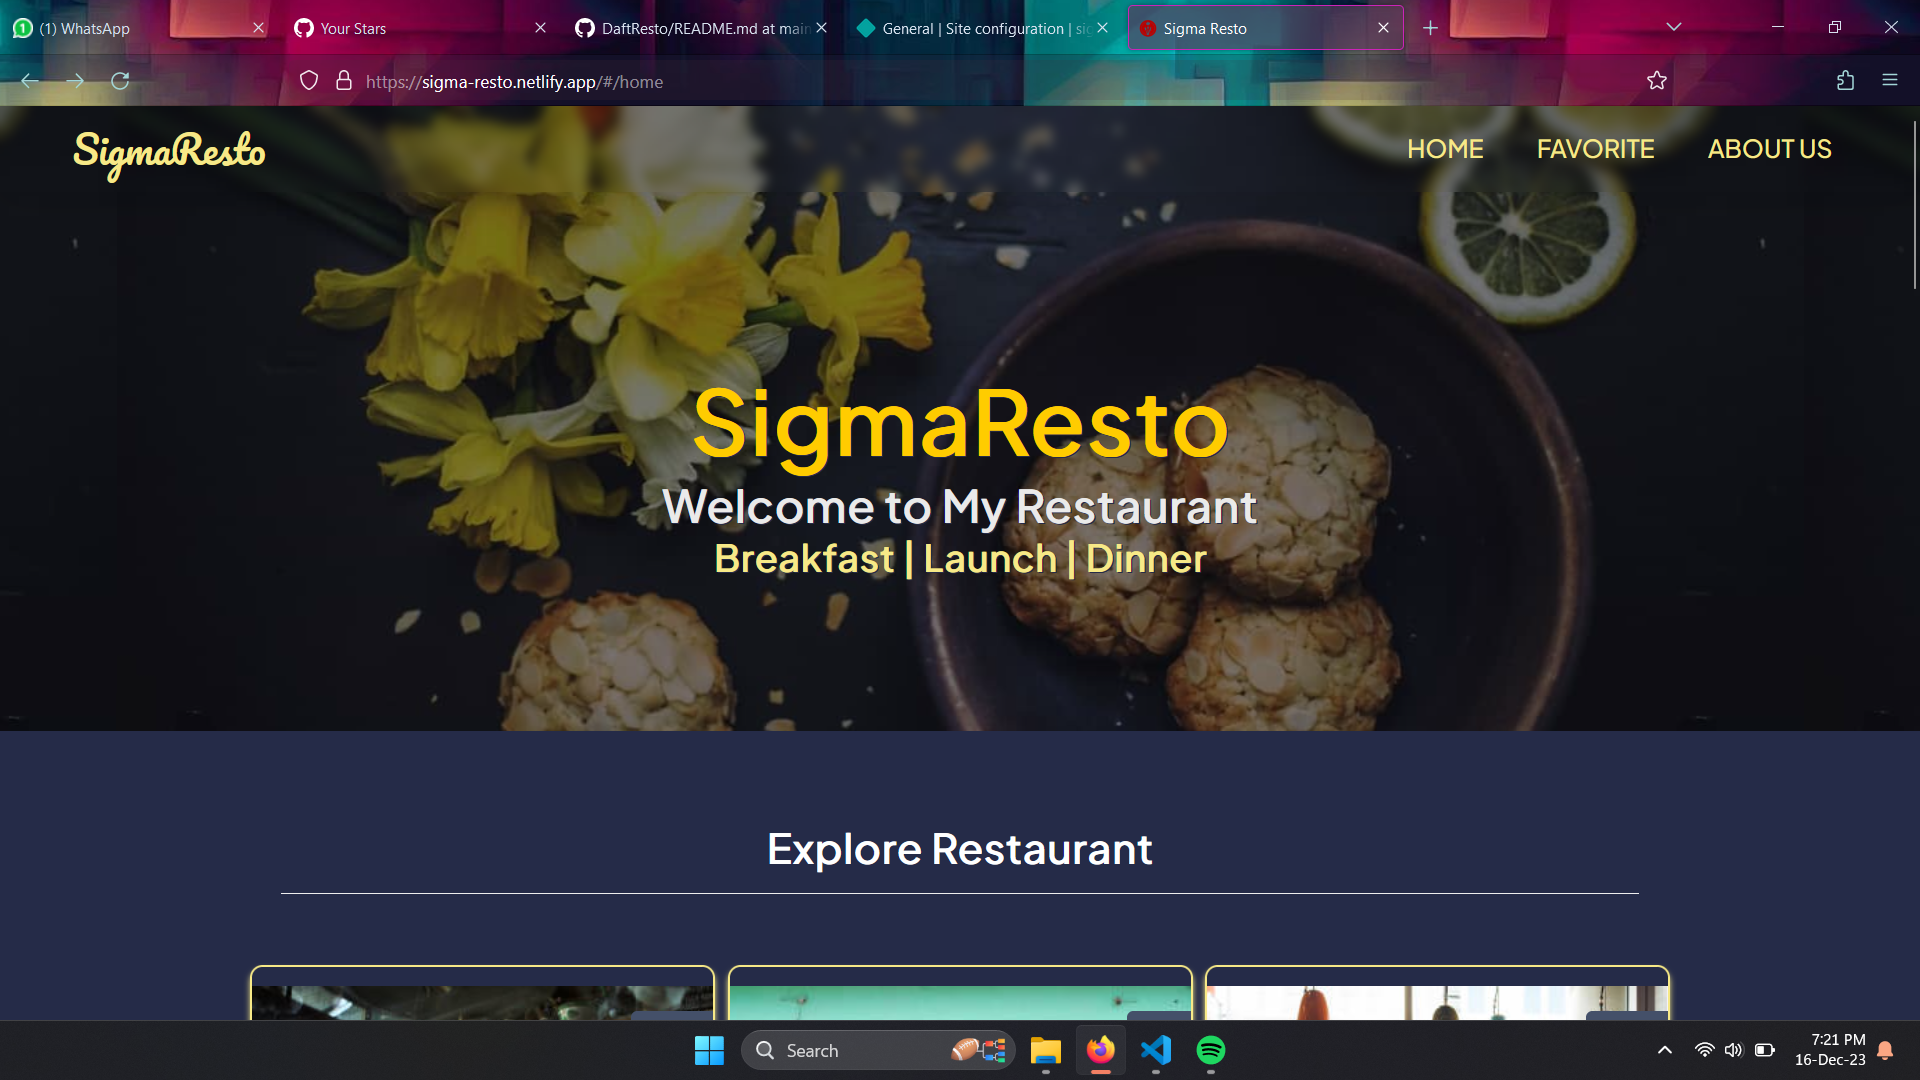 (1) WhatsApp
Your Stars
DaftResto/README.md at main
General | Site configuration | sig
Sigma Resto
https://sigma-resto.netlify.app/#/home
SigmaResto
HOME
FAVORITE
ABOUT US
SigmaResto
Welcome to My Restaurant
Breakfast | Launch | Dinner
Explore Restaurant
Search
7:21 PM
16-Dec-23